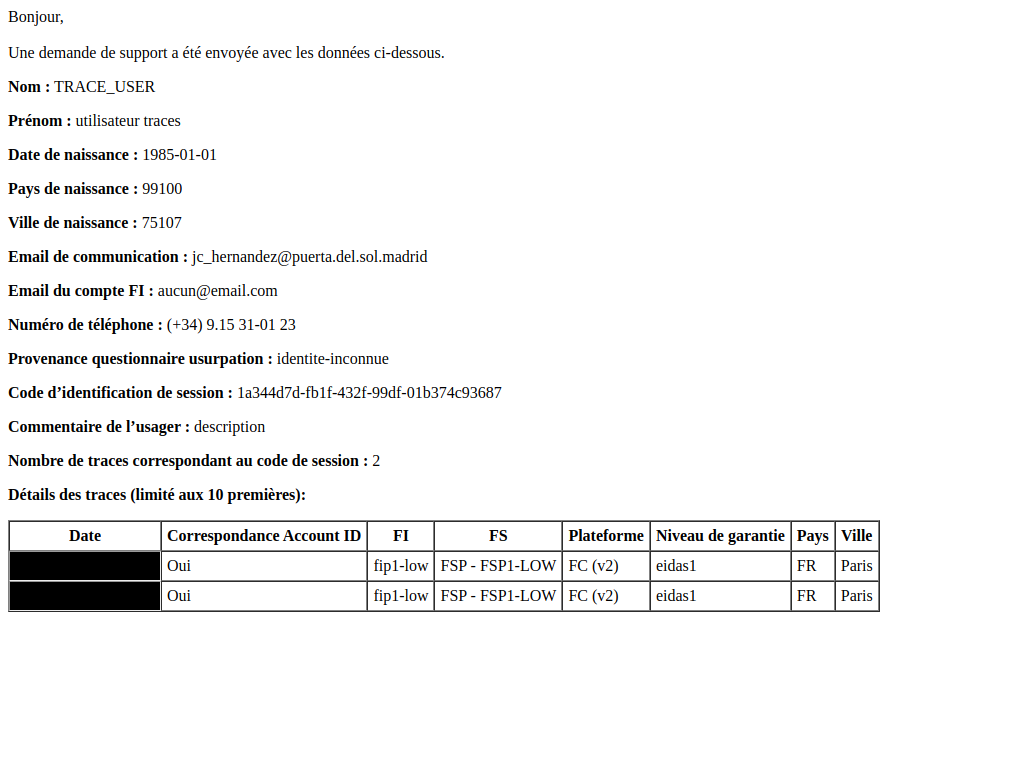 Bonjour,
Une demande de support a été envoyée avec les données ci-dessous.
Nom : TRACE_USER
Prénom : utilisateur traces
Date de naissance : 1985-01-01
Pays de naissance : 99100
Ville de naissance : 75107
Email de communication : jc_hernandez@puerta.del.sol.madrid
Email du compte FI : aucun@email.com
Numéro de téléphone : (+34) 9.15 31-01 23
Provenance questionnaire usurpation : identite-inconnue
Code d’identification de session : 1a344d7d-fb1f-432f-99df-01b374c93687
Commentaire de l’usager : description
Nombre de traces correspondant au code de session : 2
Détails des traces (limité aux 10 premières):
Date Correspondance Account ID FI FS Plateforme Niveau de garantie Pays Ville
Oui fip1-low FSP - FSP1-LOW FC (v2) eidas1 FR Paris
Oui fip1-low FSP - FSP1-LOW FC (v2) eidas1 FR Paris